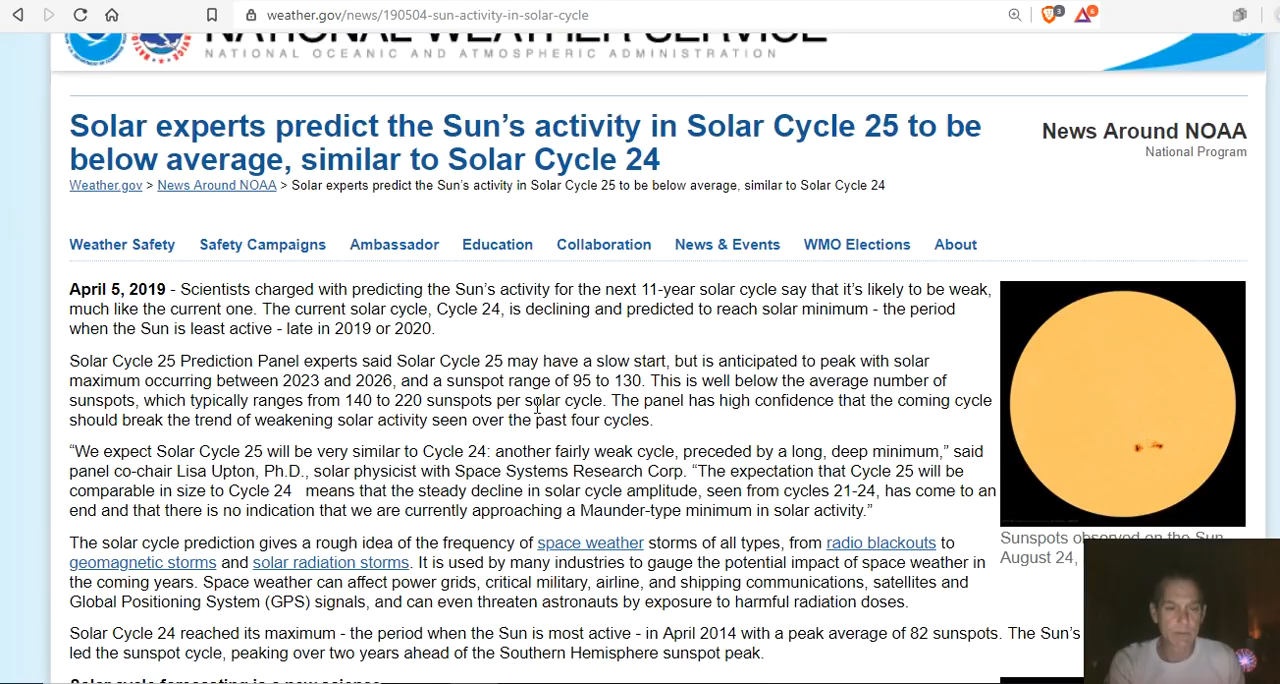 weather.gov/news/190504-sun-activity-in-solar-cycle
3
6
NATIONAL WEATHER SERVICE
NATIONAL OCEANIC AND ATMOSPHERIC ADMINISTRATION
Solar experts predict the Sun’s activity in Solar Cycle 25 to be
below average, similar to Solar Cycle 24
News Around NOAA
National Program
Weather.gov > News Around NOAA > Solar experts predict the Sun’s activity in Solar Cycle 25 to be below average, similar to Solar Cycle 24
Weather Safety Safety Campaigns Ambassador Education Collaboration News & Events WMO Elections About
April 5, 2019 - Scientists charged with predicting the Sun’s activity for the next 11-year solar cycle say that it’s likely to be weak,
much like the current one. The current solar cycle, Cycle 24, is declining and predicted to reach solar minimum - the period
when the Sun is least active - late in 2019 or 2020.
Solar Cycle 25 Prediction Panel experts said Solar Cycle 25 may have a slow start, but is anticipated to peak with solar
maximum occurring between 2023 and 2026, and a sunspot range of 95 to 130. This is well below the average number of
sunspots, which typically ranges from 140 to 220 sunspots per solar cycle. The panel has high confidence that the coming cycle
should break the trend of weakening solar activity seen over the past four cycles.
“We expect Solar Cycle 25 will be very similar to Cycle 24: another fairly weak cycle, preceded by a long, deep minimum,” said
panel co-chair Lisa Upton, Ph.D., solar physicist with Space Systems Research Corp. “The expectation that Cycle 25 will be
comparable in size to Cycle 24 means that the steady decline in solar cycle amplitude, seen from cycles 21-24, has come to an
end and that there is no indication that we are currently approaching a Maunder-type minimum in solar activity.”
The solar cycle prediction gives a rough idea of the frequency of space weather storms of all types, from radio blackouts to
geomagnetic storms and solar radiation storms. It is used by many industries to gauge the potential impact of space weather in
the coming years. Space weather can affect power grids, critical military, airline, and shipping communications, satellites and
Global Positioning System (GPS) signals, and can even threaten astronauts by exposure to harmful radiation doses.
Solar Cycle 24 reached its maximum - the period when the Sun is most active - in April 2014 with a peak average of 82 sunspots. The Sun’s
led the sunspot cycle, peaking over two years ahead of the Southern Hemisphere sunspot peak.
Solar cycle forecasting is a new science
Sunspots observed on the Sun
August 24,